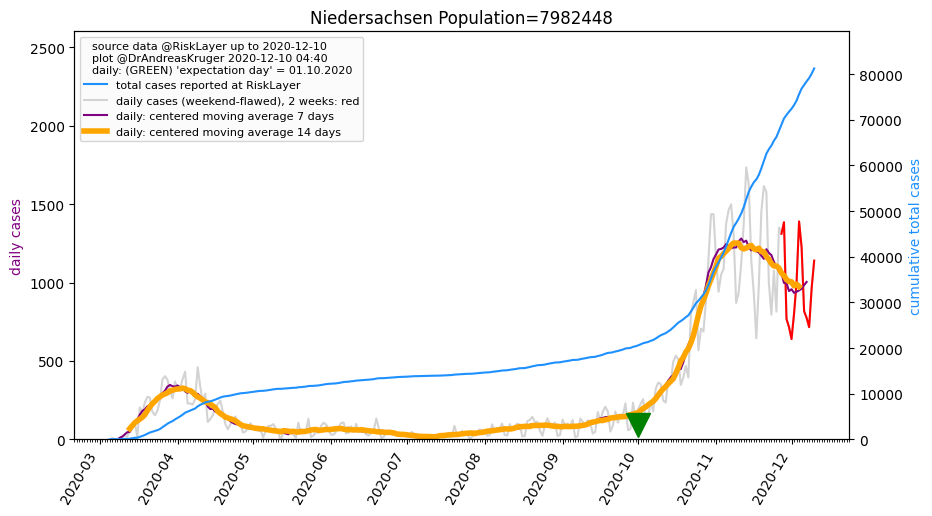 Niedersachsen Population=7982448
source data @RiskLayer up to 2020-12-10
plot @DrAndreasKruger 2020-12-10 04:40
daily: (GREEN) 'expectation day' = 01.10.2020
total cases reported at RiskLayer
daily cases (weekend-flawed), 2 weeks: red
daily: centered moving average 7 days
daily: centered moving average 14 days
daily cases
2500
2000
1500
1000
500
0
80000
70000
60000
50000
40000
30000
20000
10000
0
cumulative total cases
2020-03
2020-04
2020-05
2020-06
2020-07
2020-08
2020-09
2020-10
2020-11
2020-12